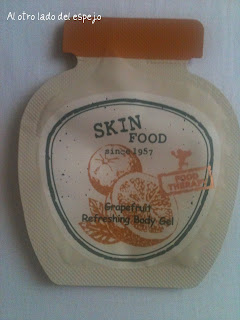 Al otro lado del espejo
SKIN
FOOD
since 1957
FOOD
THERAPY
Grapefruit
Refreshing Body Gel